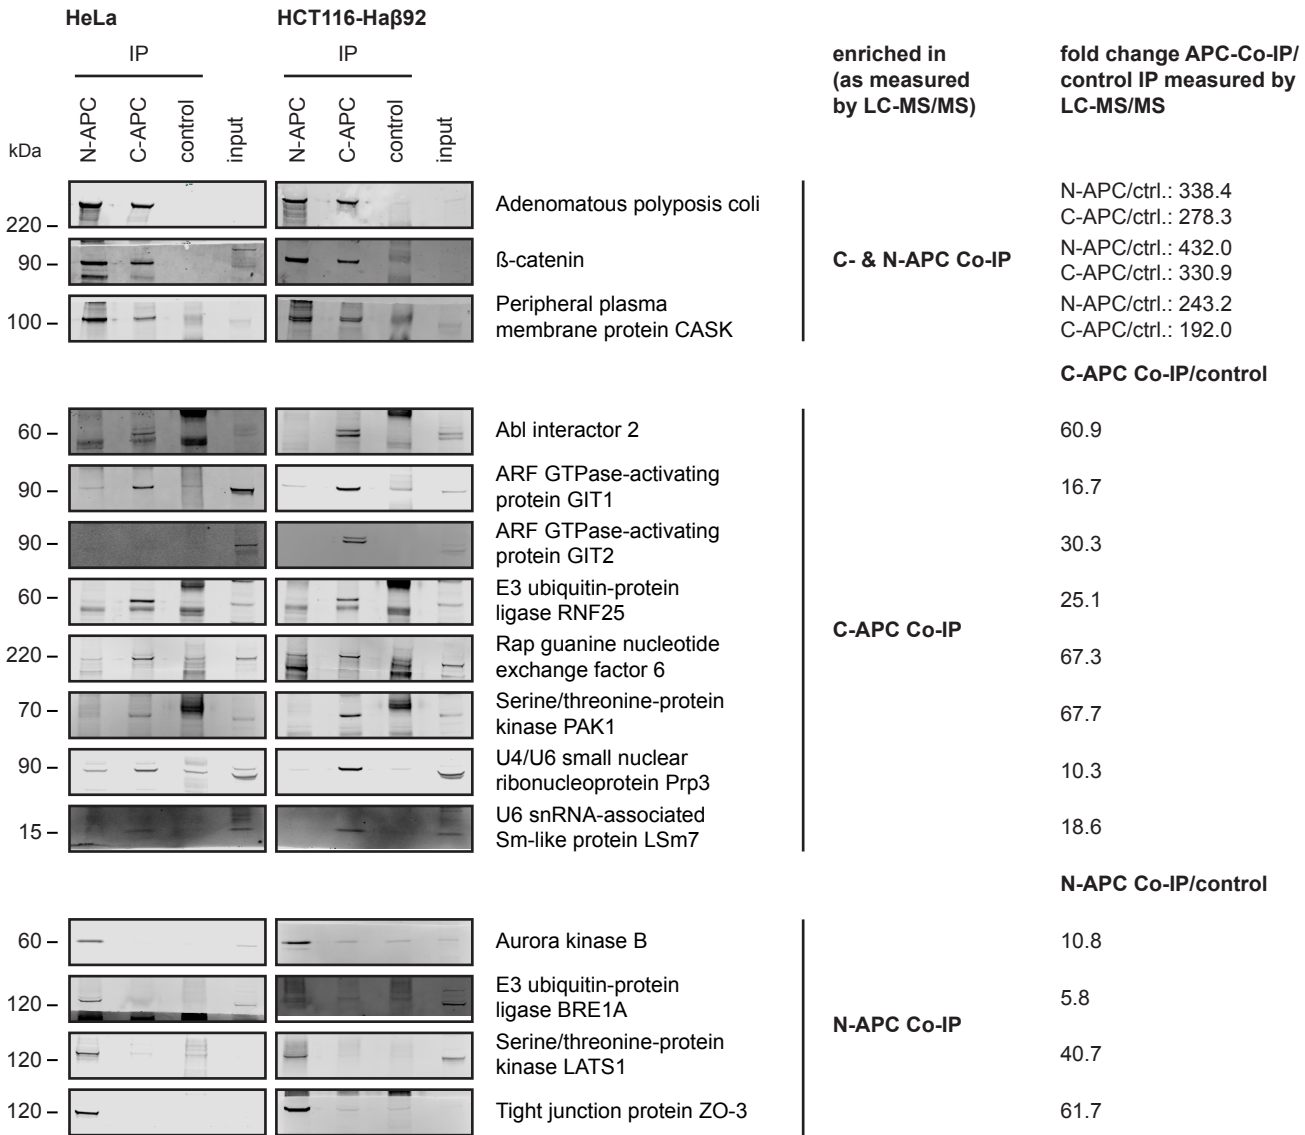 HeLa
HCT116-Haβ92
IP
IP
enriched in
(as measured
by LC-MS/MS)
fold change APC-Co-IP/
control IP measured by
LC-MS/MS
kDa
N-APC
C-APC
control
input
N-APC
C-APC
control
input
220 –
Adenomatous polyposis coli
N-APC/ctrl.: 338.4
C-APC/ctrl.: 278.3
90 –
ß-catenin
C- & N-APC Co-IP
N-APC/ctrl.: 432.0
C-APC/ctrl.: 330.9
100 –
Peripheral plasma
membrane protein CASK
N-APC/ctrl.: 243.2
C-APC/ctrl.: 192.0
C-APC Co-IP/control
60 –
Abl interactor 2
60.9
90 –
ARF GTPase-activating
protein GIT1
16.7
90 –
ARF GTPase-activating
protein GIT2
30.3
60 –
E3 ubiquitin-protein
ligase RNF25
25.1
C-APC Co-IP
220 –
Rap guanine nucleotide
exchange factor 6
67.3
70 –
Serine/threonine-protein
kinase PAK1
67.7
90 –
U4/U6 small nuclear
ribonucleoprotein Prp3
10.3
15 –
U6 snRNA-associated
Sm-like protein LSm7
18.6
N-APC Co-IP/control
60 –
Aurora kinase B
10.8
120 –
E3 ubiquitin-protein
ligase BRE1A
5.8
N-APC Co-IP
120 –
Serine/threonine-protein
kinase LATS1
40.7
120 –
Tight junction protein ZO-3
61.7